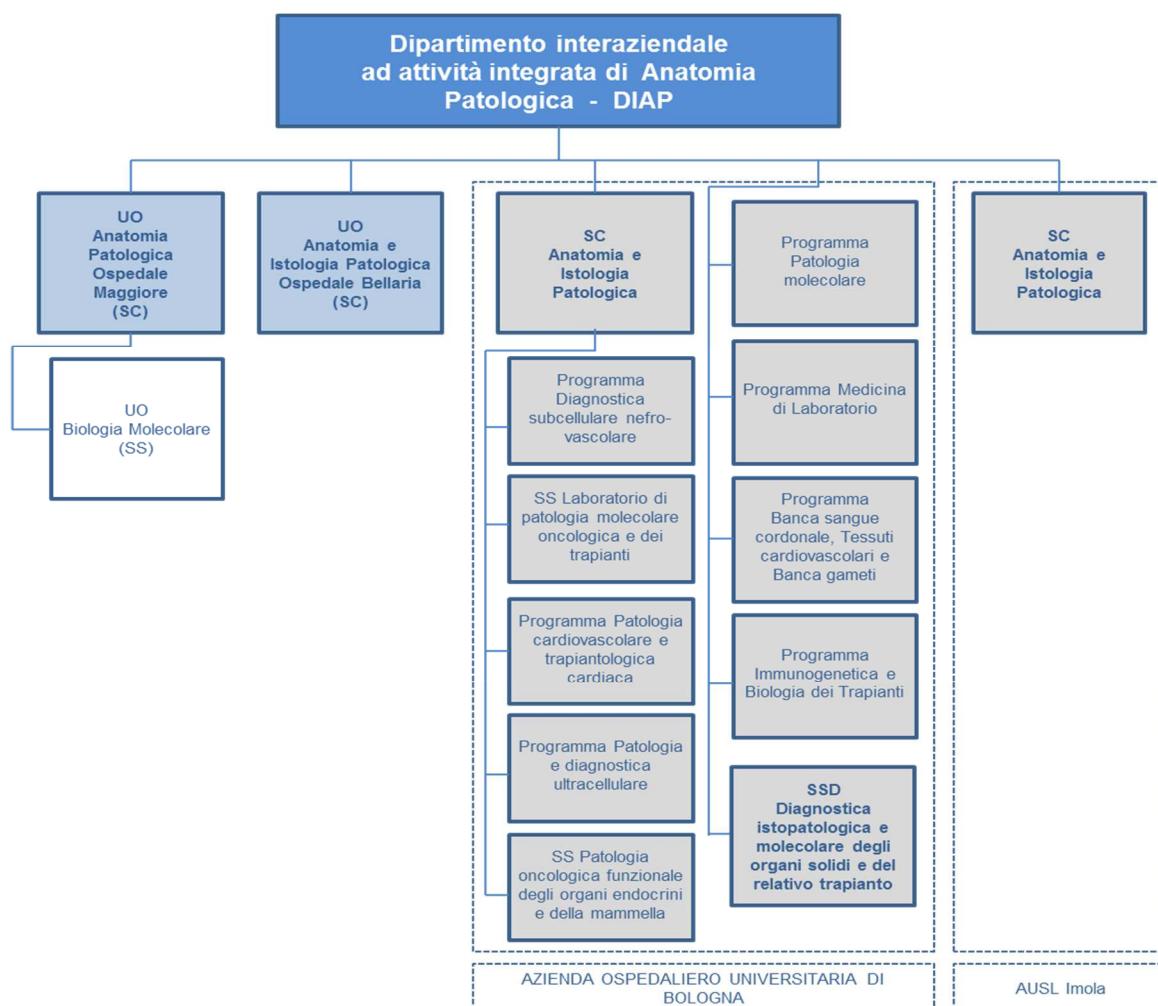 Dipartimento interaziendale
ad attività integrata di Anatomia
Patologica - DIAP
UO
Anatomia
Patologica
Ospedale
Maggiore
(SC)
UO
Biologia Molecolare
(SS)
UO
Anatomia e
Istologia Patologica
Ospedale Bellaria
(SC)
SC
Anatomia e
Istologia
Patologica
Programma
Diagnostica
subcellulare nefro-
vascolare
SS Laboratorio di
patologia molecolare
oncologica e dei
trapianti
Programma Patologia
cardiovascolare e
trapiantologica
cardiaca
Programma Patologia
e diagnostica
ultracellulare
SS Patologia
oncologica funzionale
degli organi endocrini
e della mammella
Programma
Patologia
molecolare
Programma Medicina
di Laboratorio
Programma
Banca sangue
cordonale, Tessuti
cardiovascolari e
Banca gameti
Programma
Immunogenetica e
Biologia dei Trapianti
SSD
Diagnostica
istopatologica e
molecolare degli
organi solidi e del
relativo trapianto
SC
Anatomia e
Istologia
Patologica
AZIENDA OSPEDALIERO UNIVERSITARIA DI
BOLOGNA
AUSL Imola